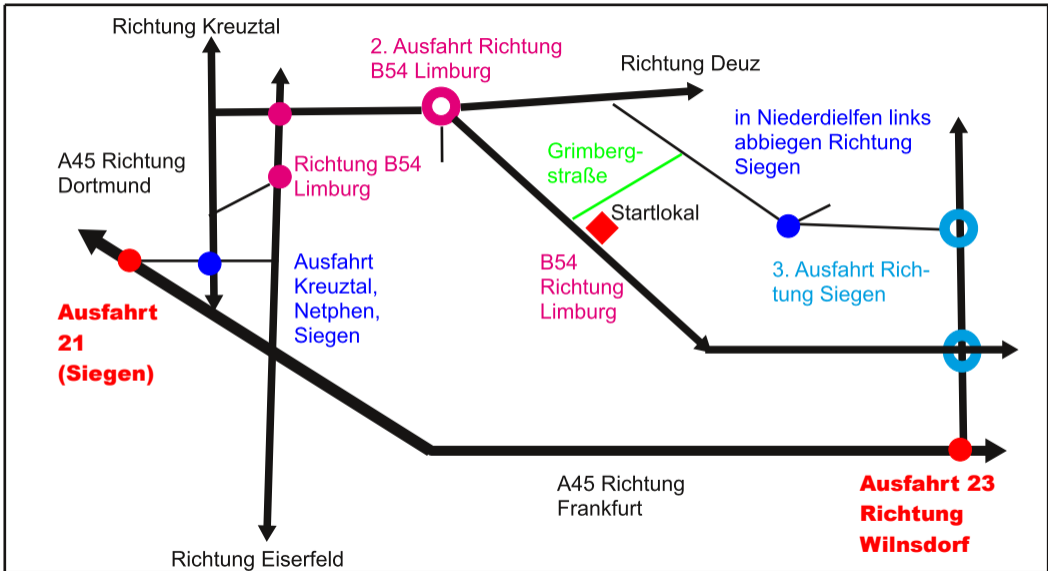 Richtung Kreuztal
2. Ausfahrt Richtung
B54 Limburg
Richtung Deuz
in Niederdielfen links
abbiegen Richtung
Siegen
A45 Richtung
Dortmund
Richtung B54
Limburg
Grimberg-
straße
Startlokal
Ausfahrt
Kreuztal,
Netphen,
Siegen
B54
Richtung
Limburg
3. Ausfahrt Rich-
tung Siegen
Ausfahrt
21
(Siegen)
A45 Richtung
Frankfurt
Ausfahrt 23
Richtung
Wilnsdorf
Richtung Eiserfeld